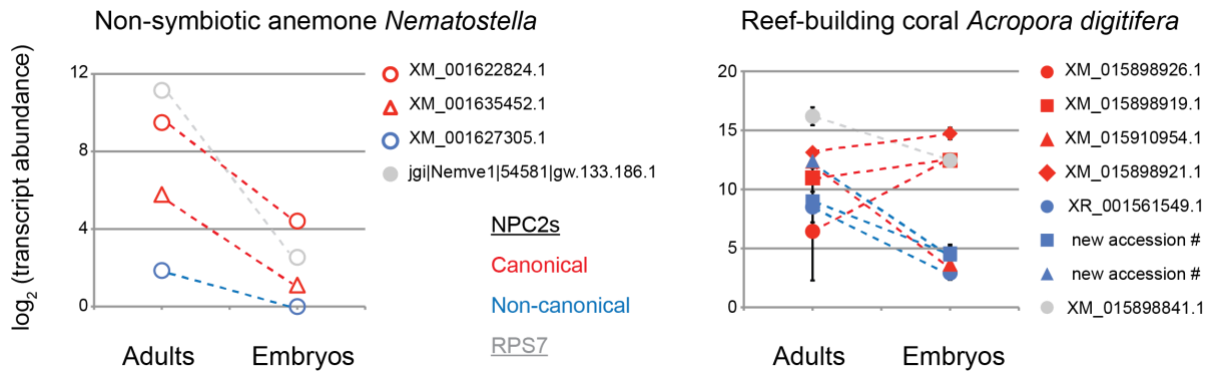 Non-symbiotic anemone Nematostella
Reef-building coral Acropora digitifera
log2 (transcript abundance)
12
8
4
0
Adults
Embryos
XM_001622824.1
XM_001635452.1
XM_001627305.1
jgi|Nemve1|54581|gw.133.186.1
NPC2s
Canonical
Non-canonical
RPS7
20
15
10
5
0
Adults
Embryos
XM_015898926.1
XM_015898919.1
XM_015910954.1
XM_015898921.1
XR_001561549.1
new accession #
new accession #
XM_015898841.1